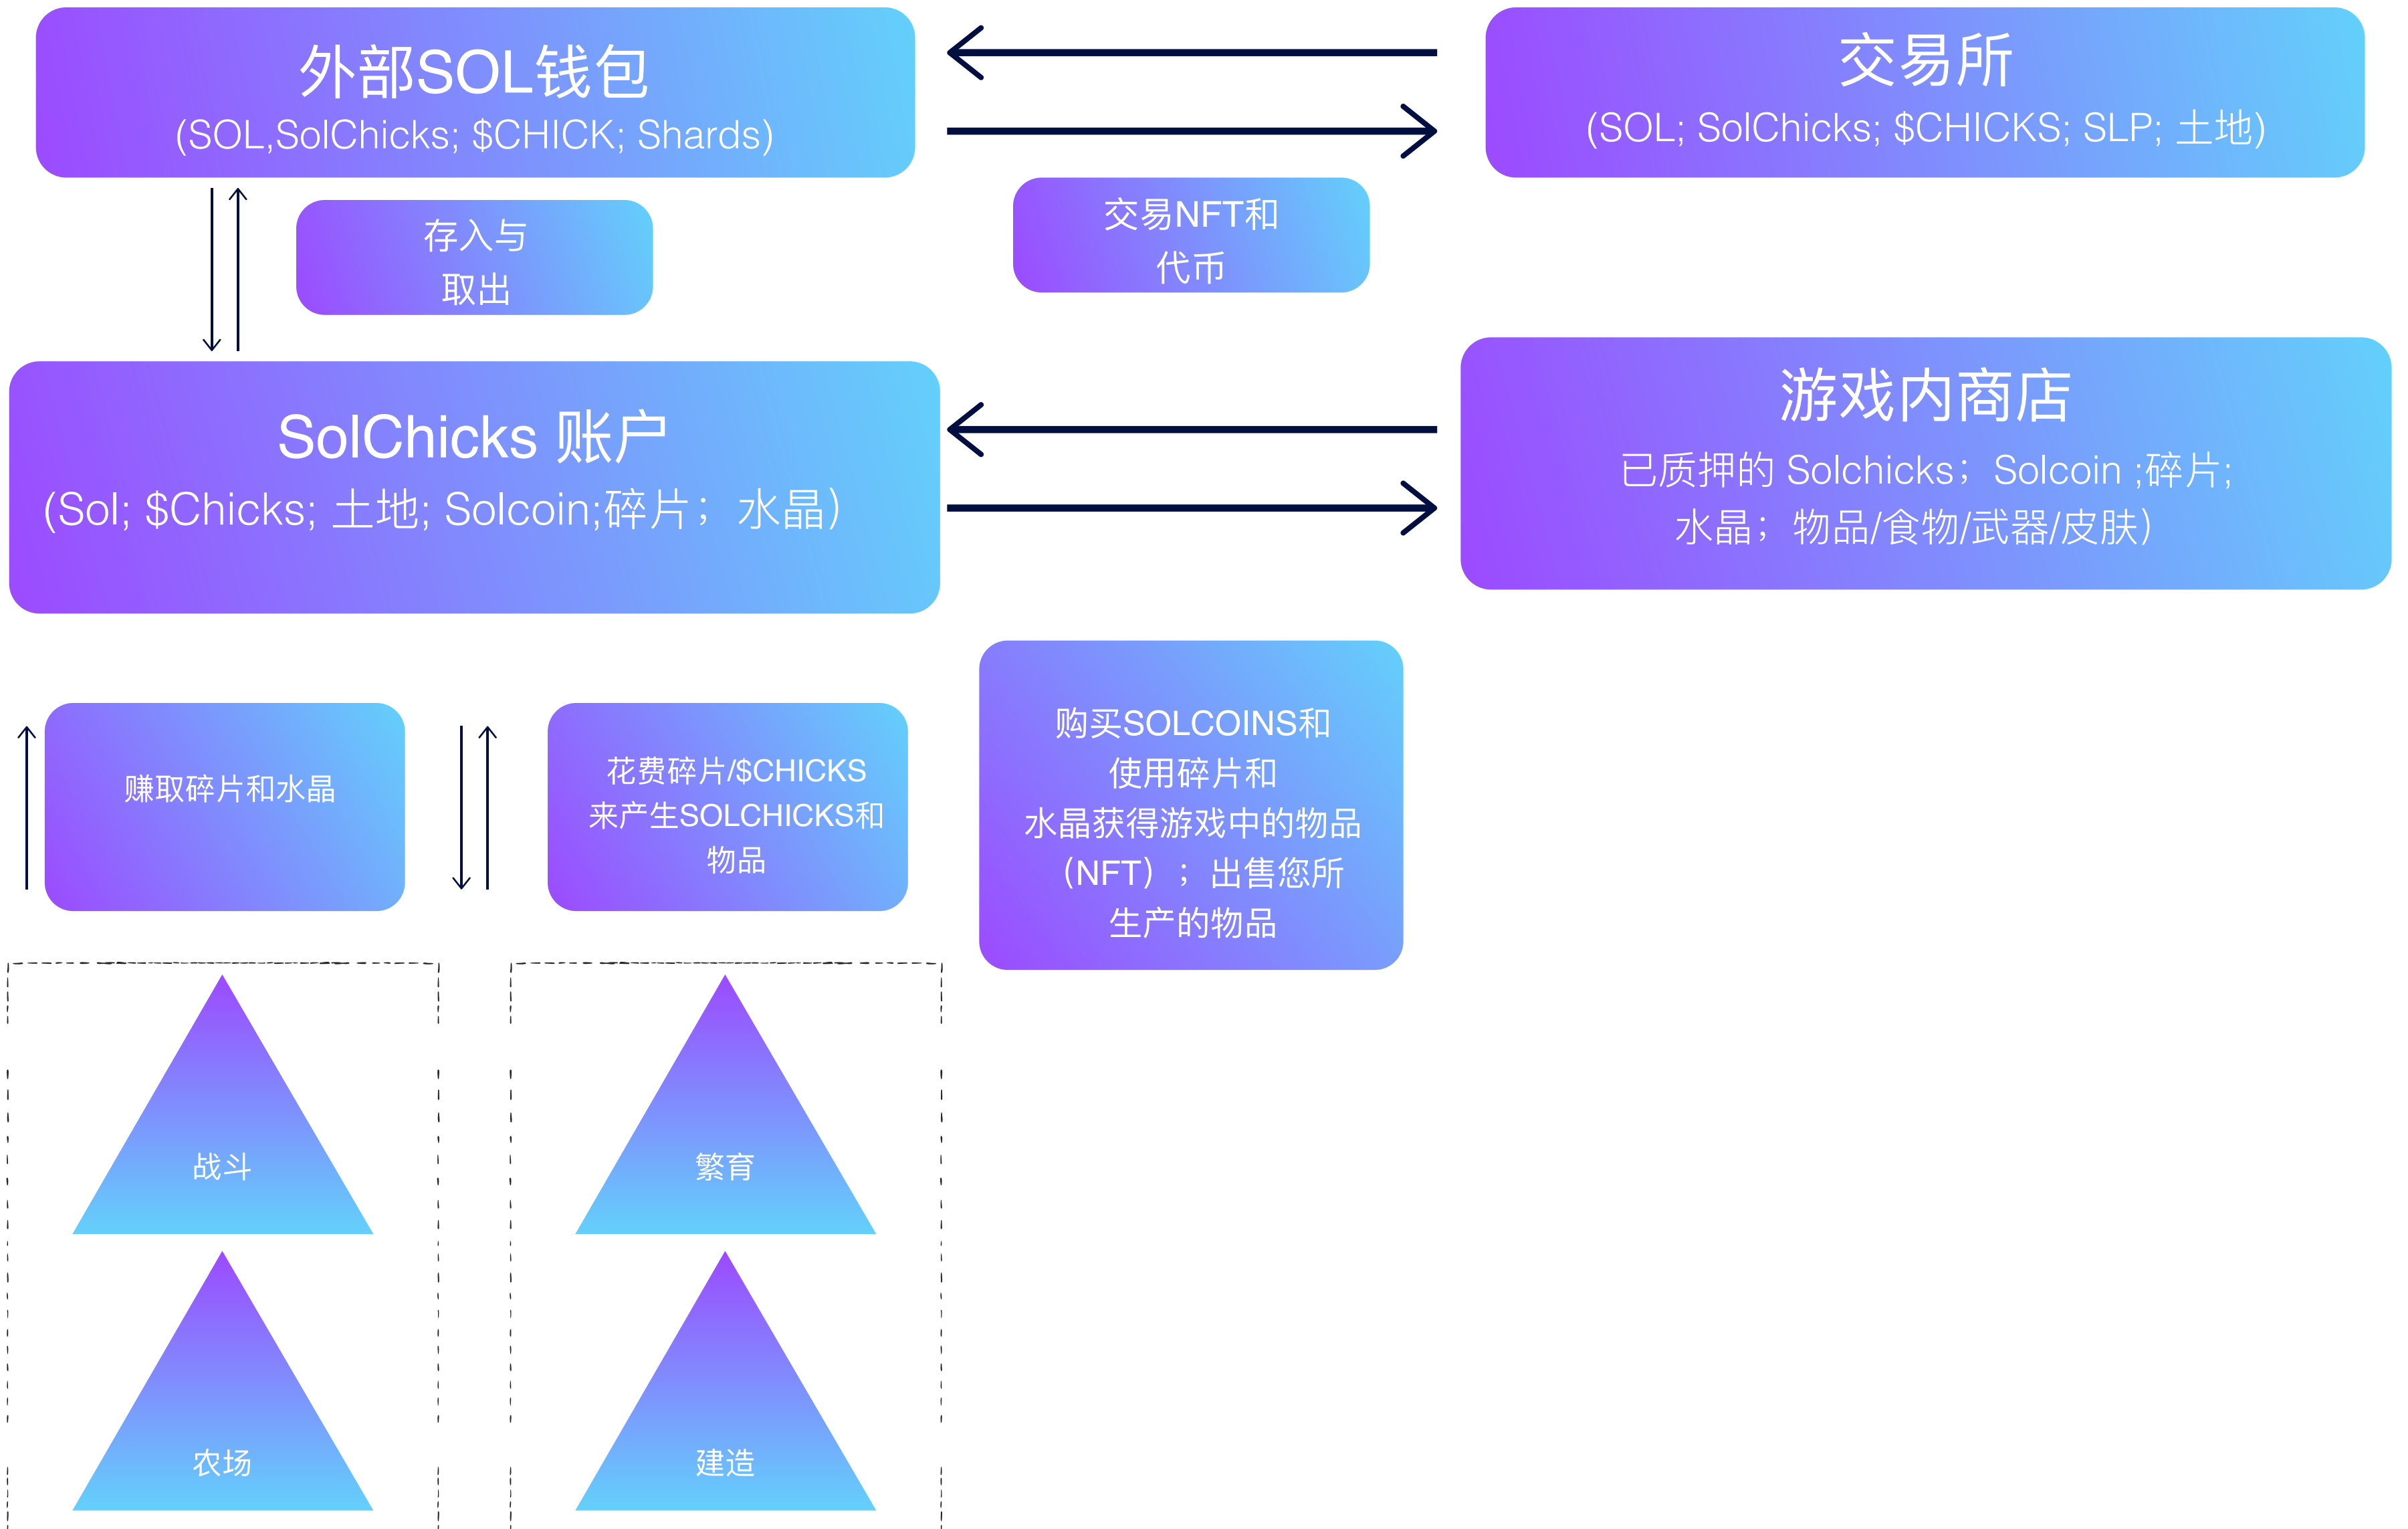 外部SOL钱包
(SOL,SolChicks; $CHICK; Shards)
交易所
(SOL; SolChicks; $CHICKS; SLP; 土地)
存入与
取出
交易NFT和
代币
SolChicks 账户
(Sol; $Chicks; 土地; Solcoin;碎片； 水晶）
游戏内商店
已质押的 Solchicks； Solcoin ;碎片;
水晶； 物品/食物/武器/皮肤）
赚取碎片和水晶
花费碎片/$CHICKS
来产生SOLCHICKS和
物品
购买SOLCOINS和
使用碎片和
水晶获得游戏中的物品
（NFT）； 出售您所
生产的物品
战斗
繁育
农场
建造